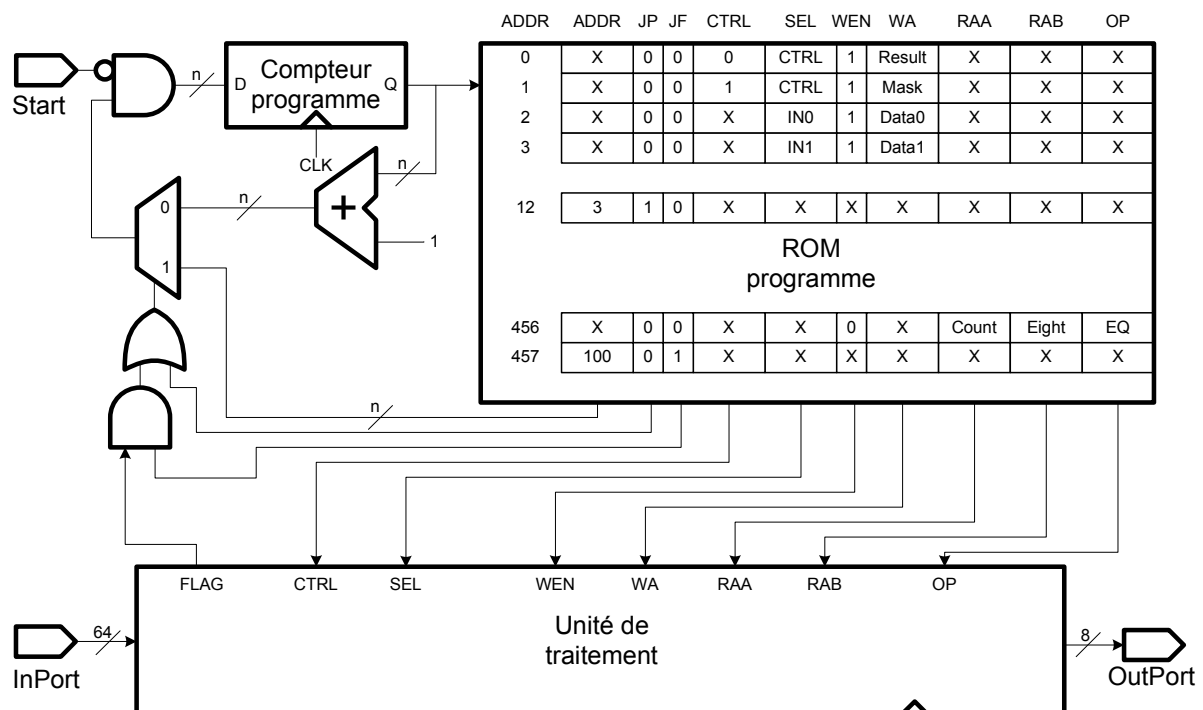 ADDR ADDR JP JF CTRL SEL WEN WA RAA RAB OP
0 X 0 0 0 CTRL 1 Result X X X
1 X 0 0 1 CTRL 1 Mask X X X
2 X 0 0 X IN0 1 Data0 X X X
3 X 0 0 X IN1 1 Data1 X X X
12 3 1 0 X X X X X X X
ROM
programme
456 X 0 0 X X 0 X Count Eight EQ
457 100 0 1 X X X X X X X
Start
n
D
Compteur
programme
Q
CLK
n
n
+
1
0
1
n
FLAG CTRL SEL WEN WA RAA RAB OP
64
InPort
Unité de
traitement
8
OutPort